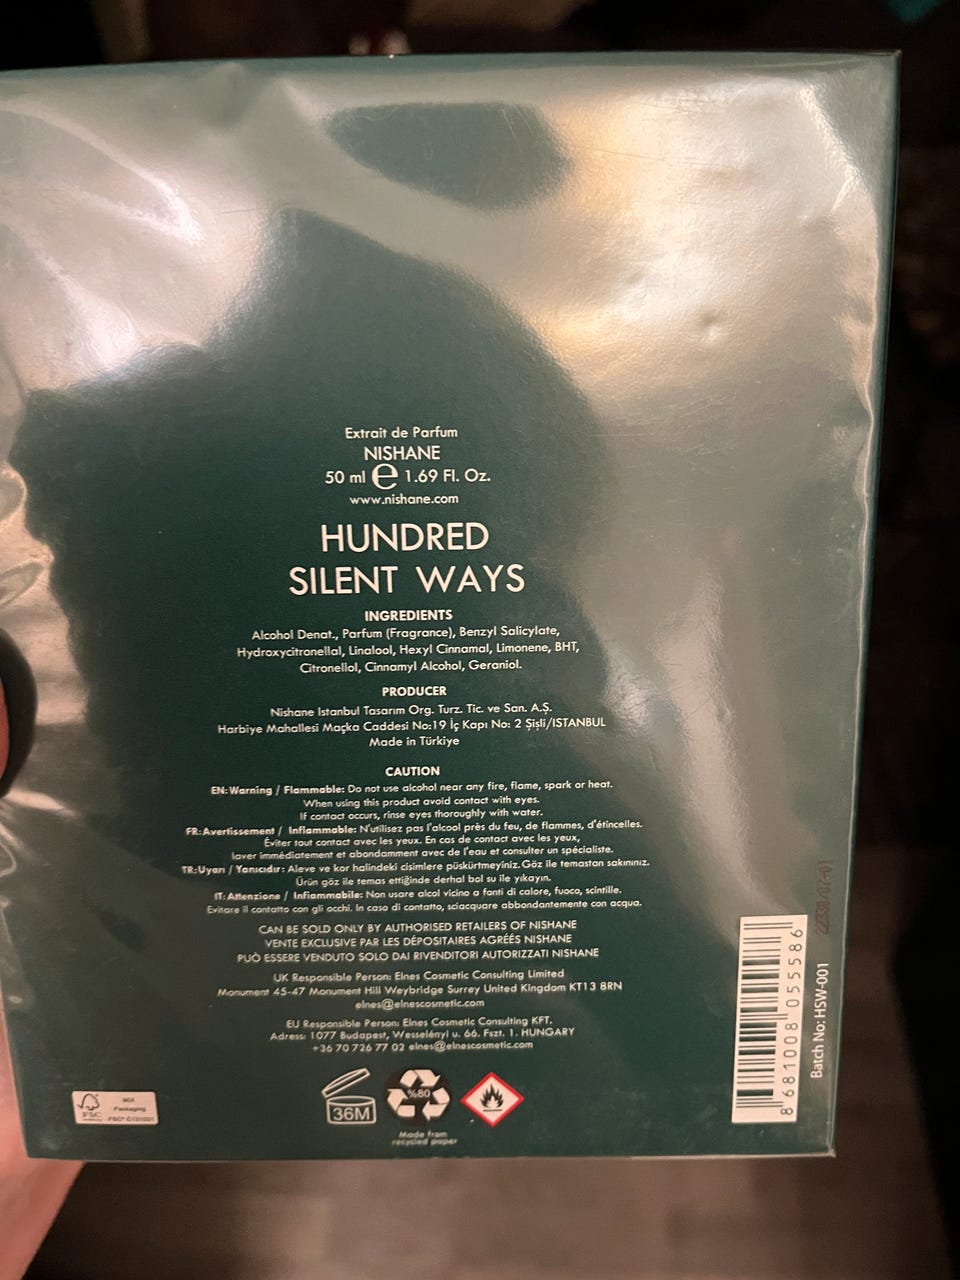 Extrait de Parfum
NISHANE
50 ml ℮ 1.69 Fl. Oz.
www.nishane.com
HUNDRED
SILENT WAYS
INGREDIENTS
Alcohol Denat., Parfum (Fragrance), Benzyl Salicylate,
Hydroxycitronellal, Linalool, Hexyl Cinnamal, Limonene, BHT,
Citronellol, Cinnamyl Alcohol, Geraniol.
PRODUCER
Nishane Istanbul Tasarım Org. Turz. Tic. ve San. A.Ş.
Harbiye Mahallesi Maçka Caddesi No:19 İç Kapı No: 2 Şişli/ISTANBUL
Made in Türkiye
CAUTION
EN: Warning / Flammable: Do not use alcohol near any fire, flame, spark or heat.
When using this product avoid contact with eyes.
If contact occurs, rinse eyes thoroughly with water.
FR: Avertissement / Inflammable: N'utilisez pas l'alcool près du feu, de flammes, d'étincelles.
Éviter tout contact avec les yeux. En cas de contact avec les yeux,
laver immédiatement et abondamment avec de l'eau et consulter un spécialiste.
TR: Uyarı / Yanıcıdır: Aleve ve kor halindeki cisimlere püskürtmeyiniz. Göz ile temastan sakınınız.
Ürün göz ile temas ettiğinde derhal bol su ile yıkayın.
IT: Attenzione / Infiammabile: Non usare alcol vicino a fonti di calore, fuoco, scintille.
Evitare il contatto con gli occhi. In caso di contatto, sciacquare abbondantemente con acqua.
CAN BE SOLD ONLY BY AUTHORISED RETAILERS OF NISHANE
VENTE EXCLUSIVE PAR LES DÉPOSITAIRES AGRÉÉS NISHANE
PUÒ ESSERE VENDUTO SOLO DAI RIVENDITORI AUTORIZZATI NISHANE
UK Responsible Person: Elnes Cosmetic Consulting Limited
Monument 45-47 Monument Hill Weybridge Surrey United Kingdom KT13 8RN
elnes@elnescosmetic.com
EU Responsible Person: Elnes Cosmetic Consulting KFT.
Adress: 1077 Budapest, Wesselényi u. 66. Fszt. 1. HUNGARY
+36 70 726 77 02 elnes@elnescosmetic.com
FSC
MIX
Packaging
36M
%80
Made from
recycled paper
8 681008 055586
Batch No: HSW-001